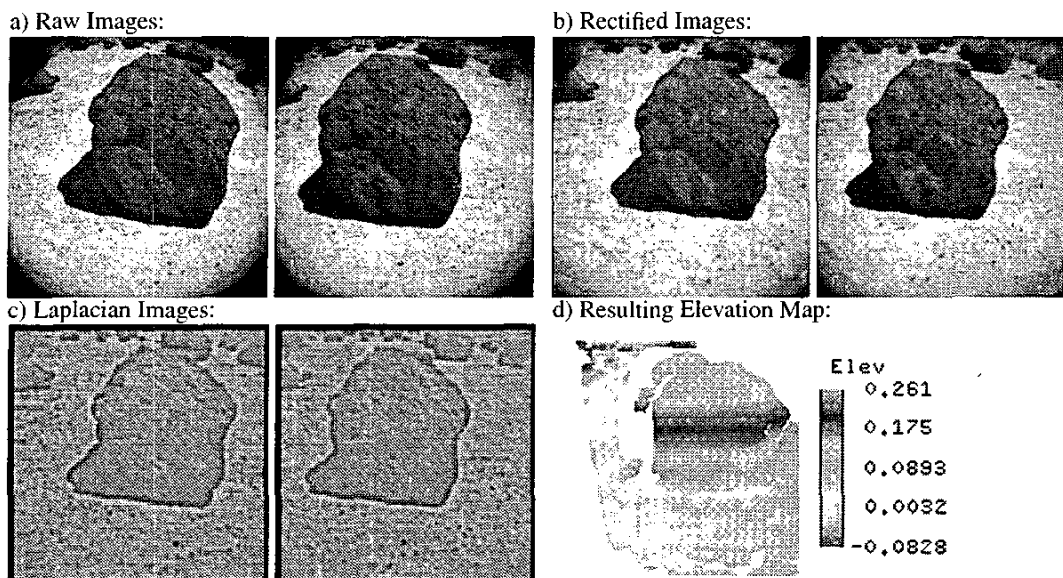 a) Raw Images:
b) Rectified Images:
c) Laplacian Images:
d) Resulting Elevation Map:
Elev
0.261
0.175
0.0893
0.0032
-0.0828